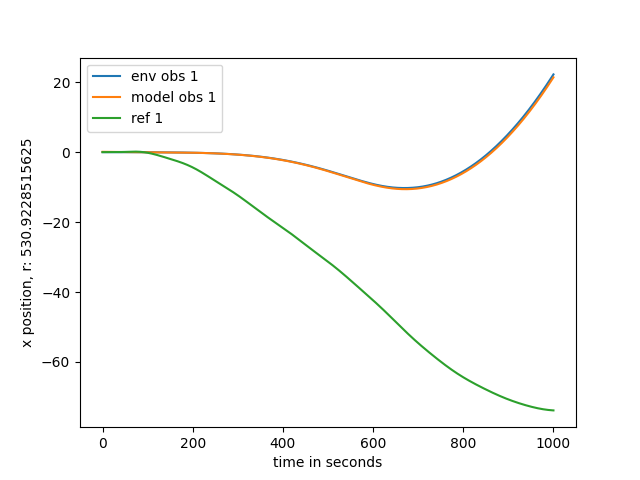 env obs 1
model obs 1
ref 1
20
0
−20
−40
−60
x position, r: 530.9228515625
0 200 400 600 800 1000
time in seconds